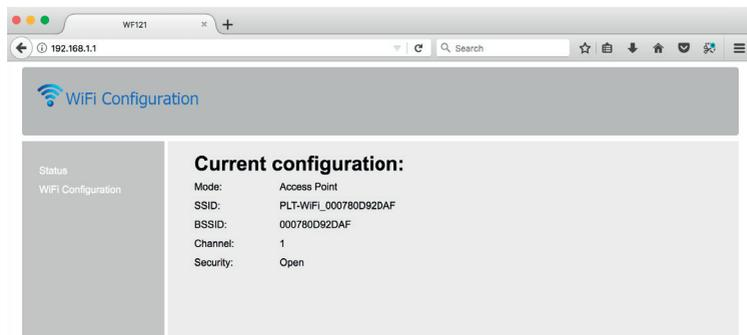 WF121
192.168.1.1
Search
WiFi Configuration
Status
WiFi Configuration
Current configuration:
Mode: Access Point
SSID: PLT-WiFi_000780D92DAF
BSSID: 000780D92DAF
Channel: 1
Security: Open